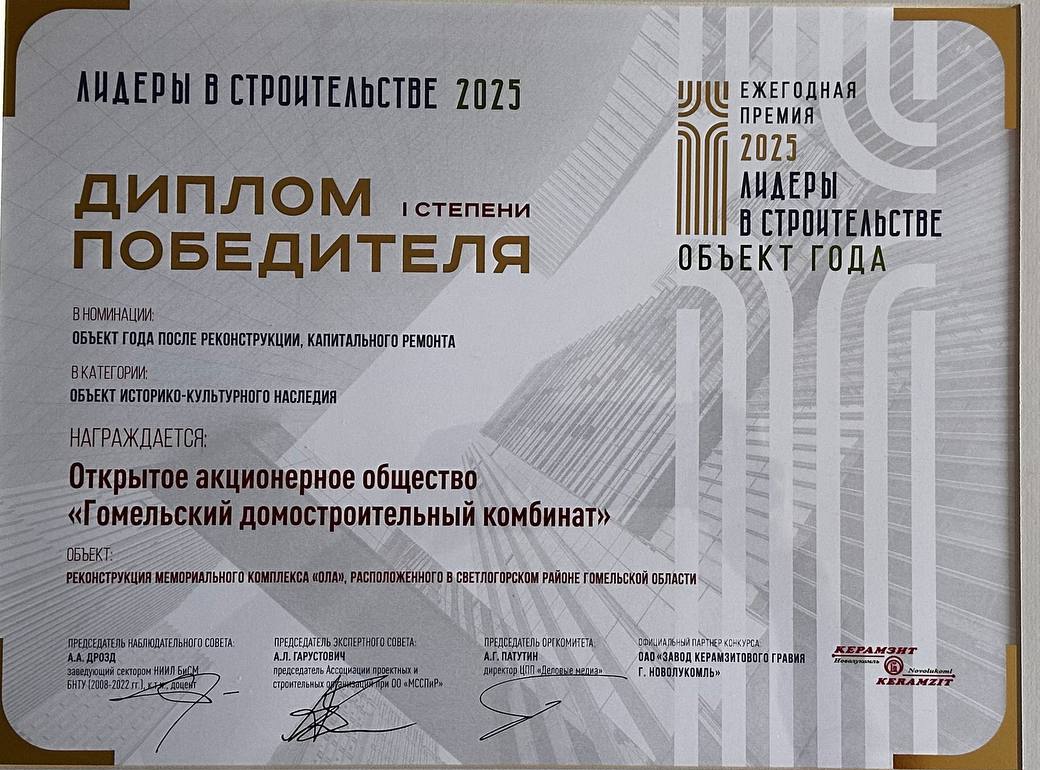 ЛИДЕРЫ В СТРОИТЕЛЬСТВЕ 2025
ЕЖЕГОДНАЯ
ПРЕМИЯ
2025
ЛИДЕРЫ
В СТРОИТЕЛЬСТВЕ
ОБЪЕКТ ГОДА
ДИПЛОМ I СТЕПЕНИ
ПОБЕДИТЕЛЯ
В НОМИНАЦИИ:
ОБЪЕКТ ГОДА ПОСЛЕ РЕКОНСТРУКЦИИ, КАПИТАЛЬНОГО РЕМОНТА
В КАТЕГОРИИ:
ОБЪЕКТ ИСТОРИКО-КУЛЬТУРНОГО НАСЛЕДИЯ
НАГРАЖДАЕТСЯ:
Открытое акционерное общество
«Гомельский домостроительный комбинат»
ОБЪЕКТ:
РЕКОНСТРУКЦИЯ МЕМОРИАЛЬНОГО КОМПЛЕКСА «ОЛА», РАСПОЛОЖЕННОГО В СВЕТЛОГОРСКОМ РАЙОНЕ ГОМЕЛЬСКОЙ ОБЛАСТИ
ПРЕДСЕДАТЕЛЬ НАБЛЮДАТЕЛЬНОГО СОВЕТА:
А.А. ДРОЗД
заведующий сектором НИИЛ БиСМ
БНТУ (2008-2022 гг.), к.т.н., доцент
ПРЕДСЕДАТЕЛЬ ЭКСПЕРТНОГО СОВЕТА:
А.Л. ГАРУСТОВИЧ
председатель Ассоциации проектных и
строительных организаций при ОО «МССПиР»
ПРЕДСЕДАТЕЛЬ ОРГКОМИТЕТА:
А.Г. ПАТУТИН
директор ЦПП «Деловые медиа»
ОФИЦИАЛЬНЫЙ ПАРТНЕР КОНКУРСА:
ОАО «ЗАВОД КЕРАМЗИТОВОГО ГРАВИЯ
Г. НОВОЛУКОМЛЬ»
КЕРАМЗИТ
Новолукомль Novolukoml
KERAMZIT